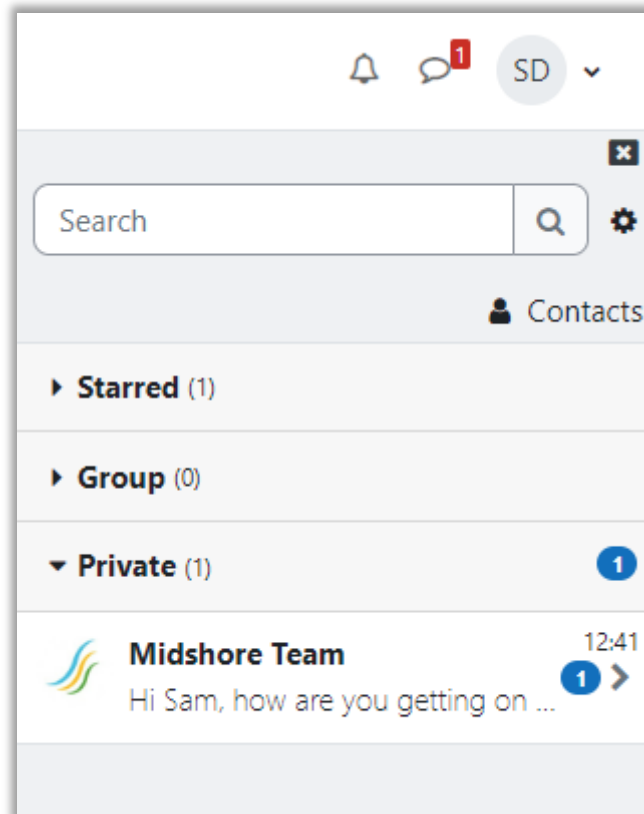 1
SD
Search
Contacts
Starred (1)
Group (0)
Private (1) 1
Midshore Team 12:41
Hi Sam, how are you getting on ... 1